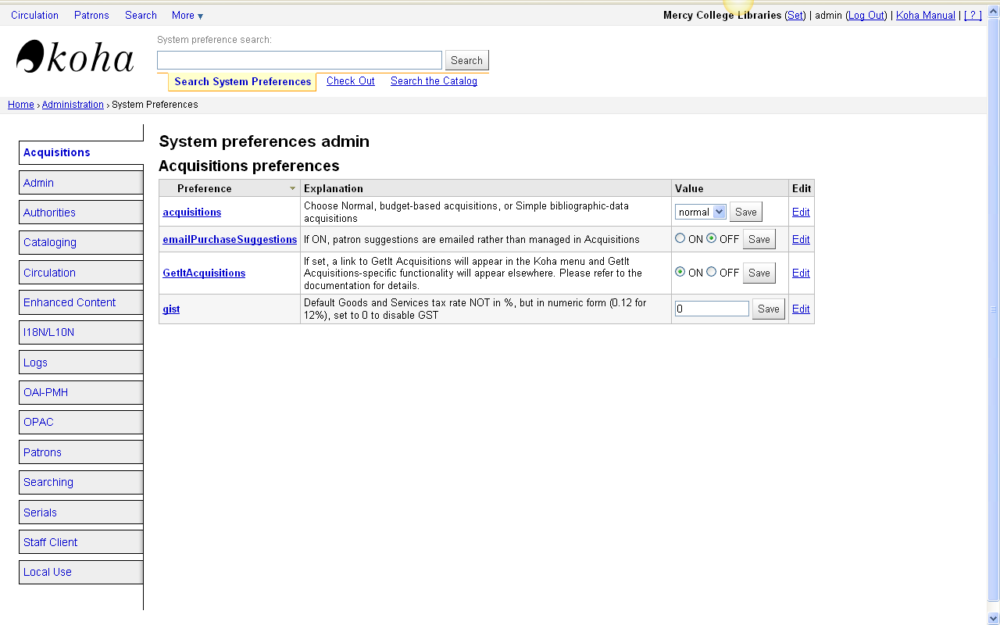 Circulation Patrons Search More ▼ Mercy College Libraries (Set) | admin (Log Out) | Koha Manual | [ ? ]
koha
System preference search:
Search
Search System Preferences Check Out Search the Catalog
Home › Administration › System Preferences
Acquisitions
Admin
Authorities
Cataloging
Circulation
Enhanced Content
I18N/L10N
Logs
OAI-PMH
OPAC
Patrons
Searching
Serials
Staff Client
Local Use
System preferences admin
Acquisitions preferences
Preference Explanation Value Edit
acquisitions Choose Normal, budget-based acquisitions, or Simple bibliographic-data normal Save Edit
acquisitions
emailPurchaseSuggestions If ON, patron suggestions are emailed rather than managed in Acquisitions ON OFF Save Edit
If set, a link to GetIt Acquisitions will appear in the Koha menu and GetIt
GetItAcquisitions Acquisitions-specific functionality will appear elsewhere. Please refer to the ON OFF Save Edit
documentation for details.
gist Default Goods and Services tax rate NOT in %, but in numeric form (0.12 for 0 Save Edit
12%), set to 0 to disable GST